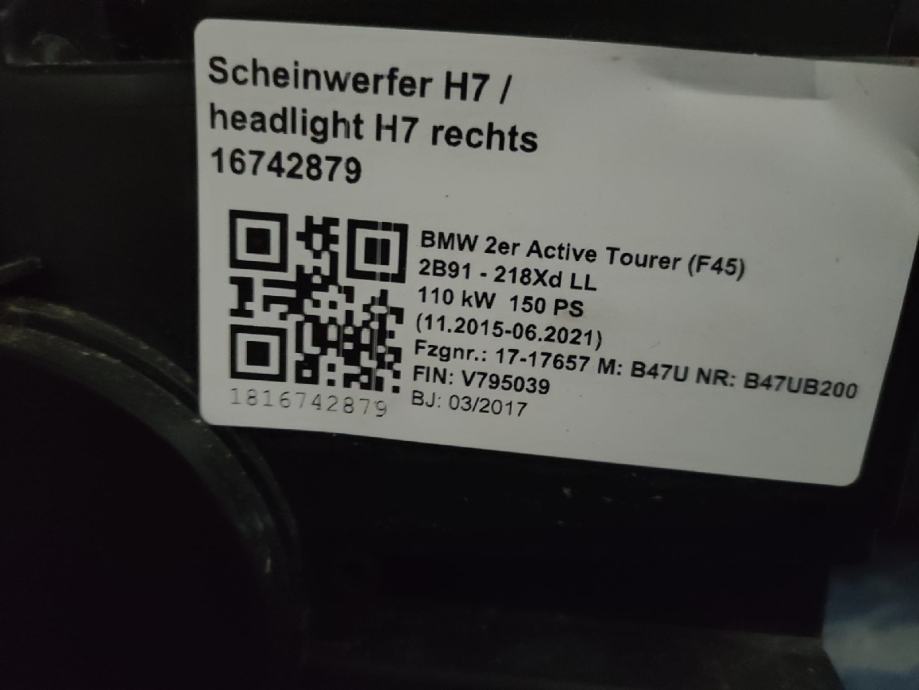 Scheinwerfer H7 /
headlight H7 rechts
16742879
BMW 2er Active Tourer (F45)
2B91 - 218Xd LL
110 kW 150 PS
(11.2015-06.2021)
Fzgnr.: 17-17657 M: B47U NR: B47UB200
FIN: V795039
BJ: 03/2017
1816742879